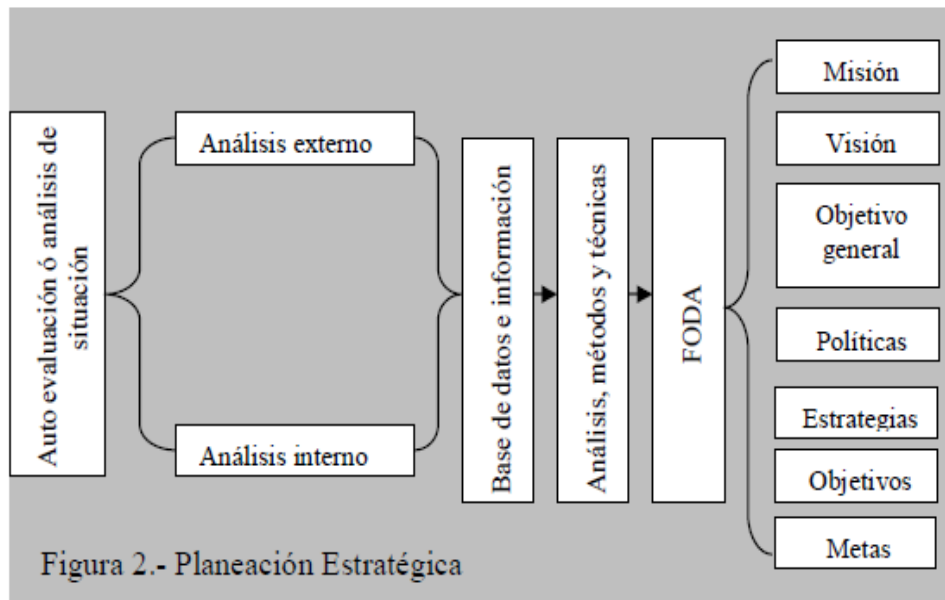 Auto evaluación ó análisis de
situación
Análisis externo
Análisis interno
Base de datos e información
Análisis, métodos y técnicas
FODA
Misión
Visión
Objetivo
general
Políticas
Estrategias
Objetivos
Metas
Figura 2.- Planeación Estratégica